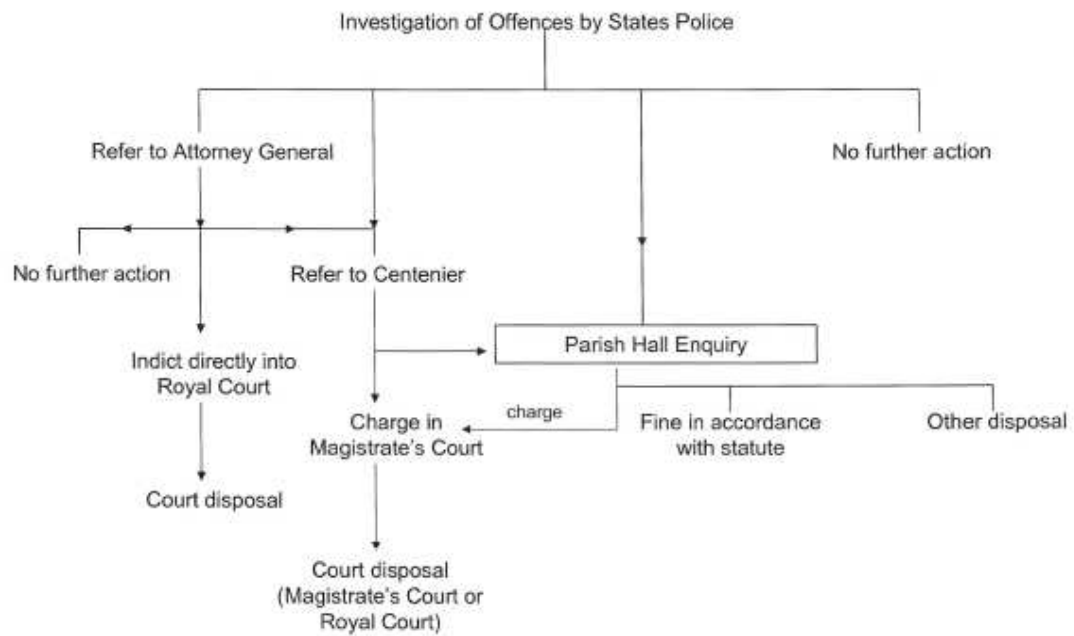 Investigation of Offences by States Police
Refer to Attorney General
No further action
No further action
Refer to Centenier
Parish Hall Enquiry
Indict directly into
Royal Court
charge
Charge in
Magistrate's Court
Fine in accordance
with statute
Other disposal
Court disposal
Court disposal
(Magistrate's Court or
Royal Court)